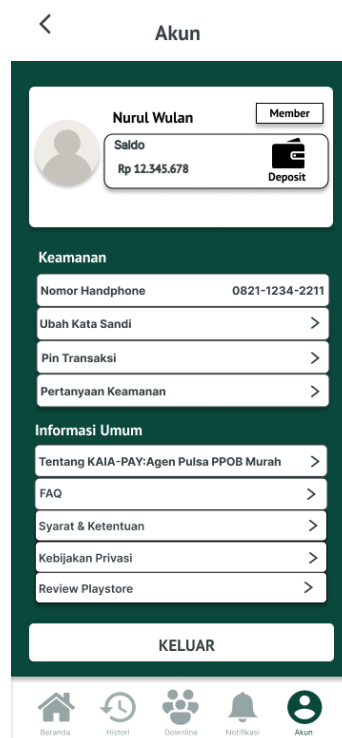 Akun
Nurul Wulan
Member
Saldo
Rp 12.345.678
Deposit
Keamanan
Nomor Handphone 0821-1234-2211
Ubah Kata Sandi
Pin Transaksi
Pertanyaan Keamanan
Informasi Umum
Tentang KAIA-PAY:Agen Pulsa PPOB Murah
FAQ
Syarat & Ketentuan
Kebijakan Privasi
Review Playstore
KELUAR
Beranda Histori Downline Notifikasi Akun